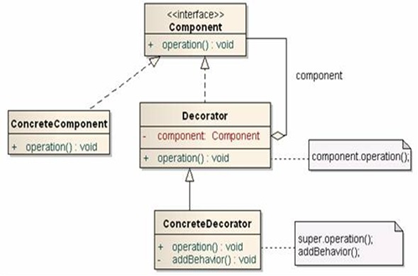 <<interface>>
Component
+ operation() : void
component
ConcreteComponent
+ operation() : void
Decorator
- component: Component
+ operation() : void
component.operation();
ConcreteDecorator
+ operation() : void
- addBehavior() : void
super.operation();
addBehavior();